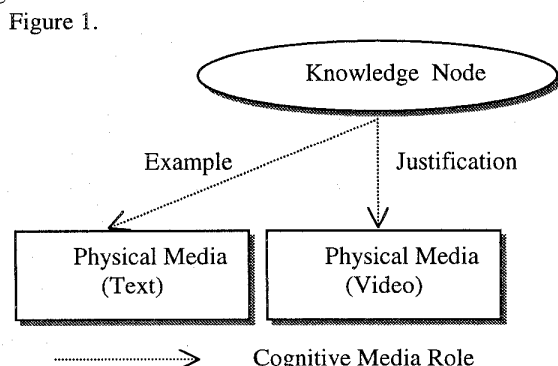 Figure 1.
Knowledge Node
Example
Justification
Physical Media
(Text)
Physical Media
(Video)
Cognitive Media Role